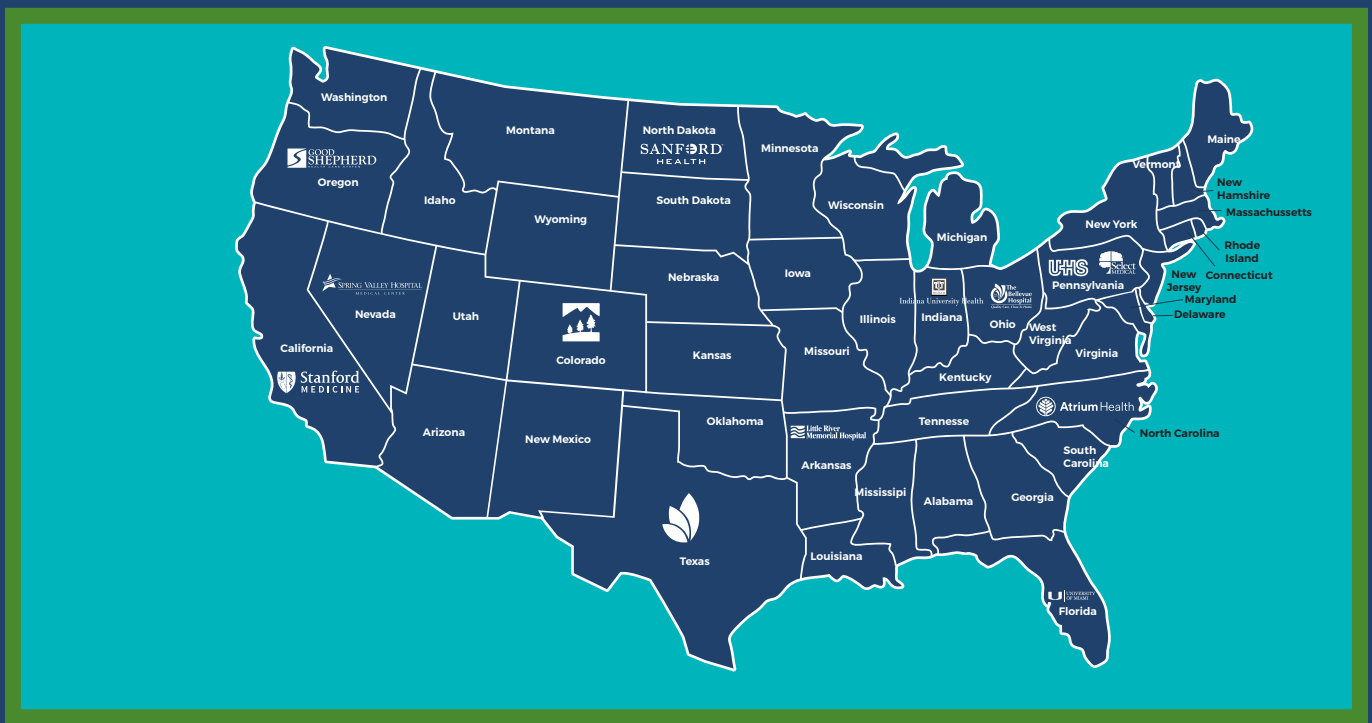 Washington
Montana
North Dakota
SANFORD
HEALTH
Minnesota
Maine
GOOD
SHEPHERD
HEALTH CARE SYSTEM
Oregon
Idaho
Wyoming
South Dakota
Wisconsin
Michigan
Vermont
New
Hamshire
Massachussetts
New York
Rhode
Island
Connecticut
New
Jersey
Maryland
Delaware
UHS
Select
MEDICAL
Pennsylvania
SPRING VALLEY HOSPITAL
MEDICAL CENTER
Nevada
Utah
Colorado
Nebraska
Iowa
Illinois
Indiana University Health
Indiana
The
Bellevue
Hospital
Ohio
West
Virginia
Virginia
California
Stanford
MEDICINE
Kansas
Missouri
Kentucky
Arizona
New Mexico
Oklahoma
Little River
Memorial Hospital
Arkansas
Tennesse
Atrium Health
North Carolina
South
Carolina
Mississipi
Alabama
Georgia
Texas
Louisiana
U
UNIVERSITY
OF MIAMI
Florida